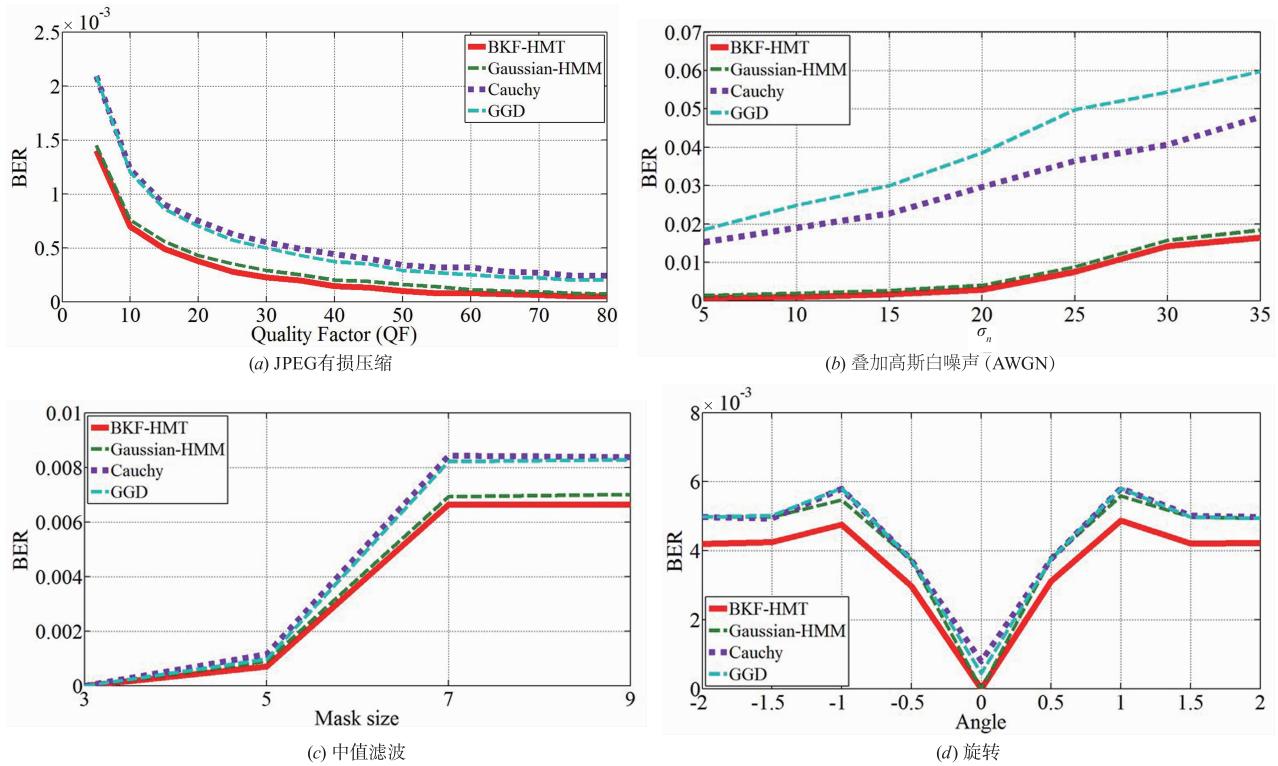 × 10⁻³
2.5
2
1.5
1
0.5
0
BER
BKF-HMT
Gaussian-HMM
Cauchy
GGD
0 10 20 30 40 50 60 70 80
Quality Factor (QF)
(a) JPEG有损压缩
0.07
0.06
0.05
0.04
0.03
0.02
0.01
0
BER
BKF-HMT
Gaussian-HMM
Cauchy
GGD
5 10 15 20 25 30 35
σn
(b) 叠加高斯白噪声 (AWGN)
0.01
0.008
0.006
0.004
0.002
0
BER
BKF-HMT
Gaussian-HMM
Cauchy
GGD
3 5 7 9
Mask size
(c) 中值滤波
× 10⁻³
8
6
4
2
0
BER
BKF-HMT
Gaussian-HMM
Cauchy
GGD
-2 -1.5 -1 -0.5 0 0.5 1 1.5 2
Angle
(d) 旋转